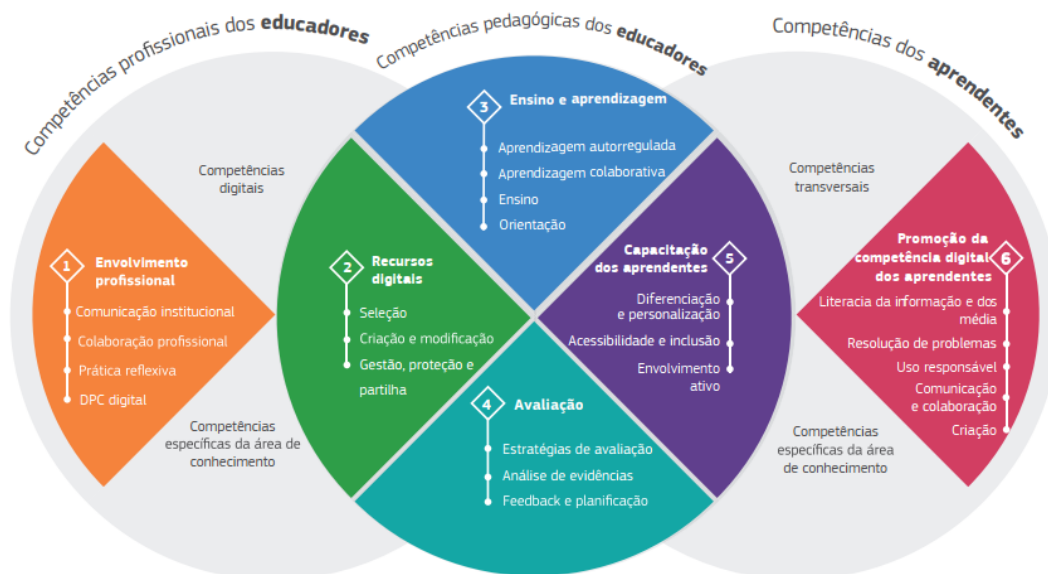 Competências profissionais dos educadores
Competências pedagógicas dos educadores
Competências dos aprendentes
Competências
digitais
Competências
específicas da área de
conhecimento
1
Envolvimento
profissional
Comunicação institucional
Colaboração profissional
Prática reflexiva
DPC digital
2
Recursos
digitais
Seleção
Criação e modificação
Gestão, proteção e
partilha
3
Ensino e aprendizagem
Aprendizagem autorregulada
Aprendizagem colaborativa
Ensino
Orientação
4
Avaliação
Estratégias de avaliação
Análise de evidências
Feedback e planificação
Capacitação
dos aprendentes
5
Diferenciação
e personalização
Acessibilidade e inclusão
Envolvimento
ativo
Competências
transversais
Competências
específicas da área
de conhecimento
Promoção da
competência digital
dos aprendentes
6
Literacia da informação e dos
média
Resolução de problemas
Uso responsável
Comunicação
e colaboração
Criação